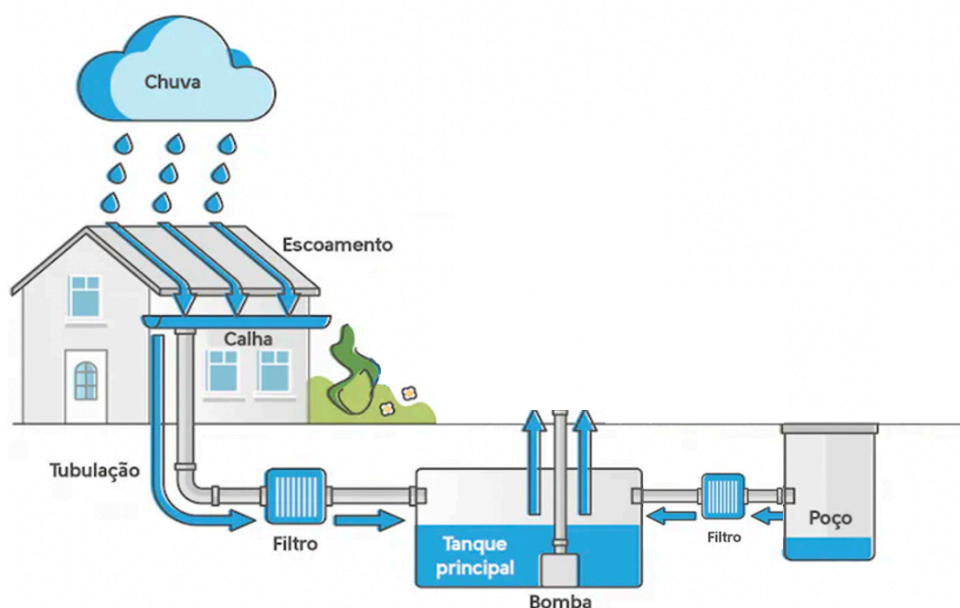 Chuva
Escoamento
Calha
Tubulação
Filtro
Tanque
principal
Bomba
Filtro
Poço